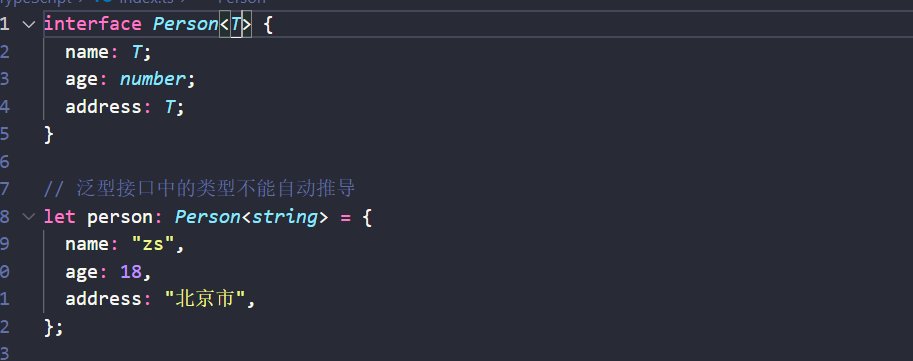 index.ts
Person
1 interface Person<T> {
2 name: T;
3 age: number;
4 address: T;
5 }
6
7 // 泛型接口中的类型不能自动推导
8 let person: Person<string> = {
9 name: "zs",
0 age: 18,
1 address: "北京市",
2 };
3